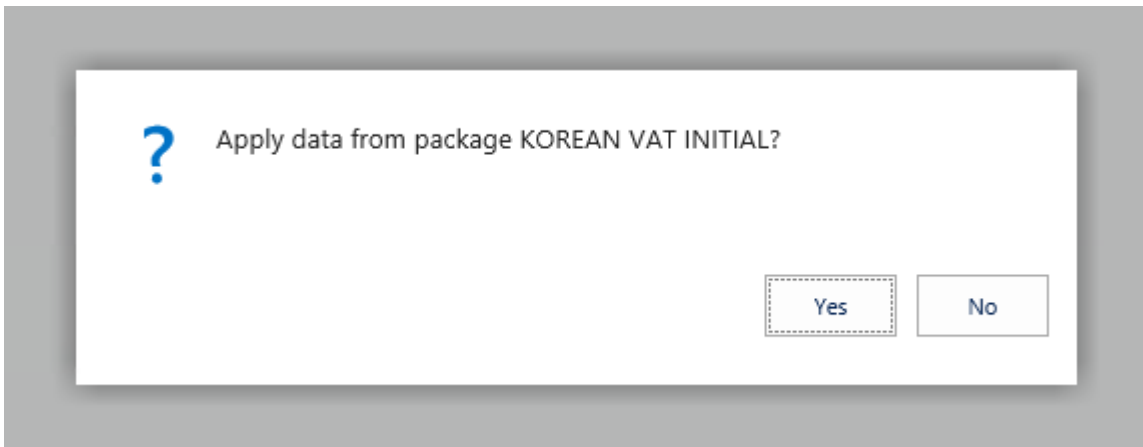 ?
Apply data from package KOREAN VAT INITIAL?
Yes
No